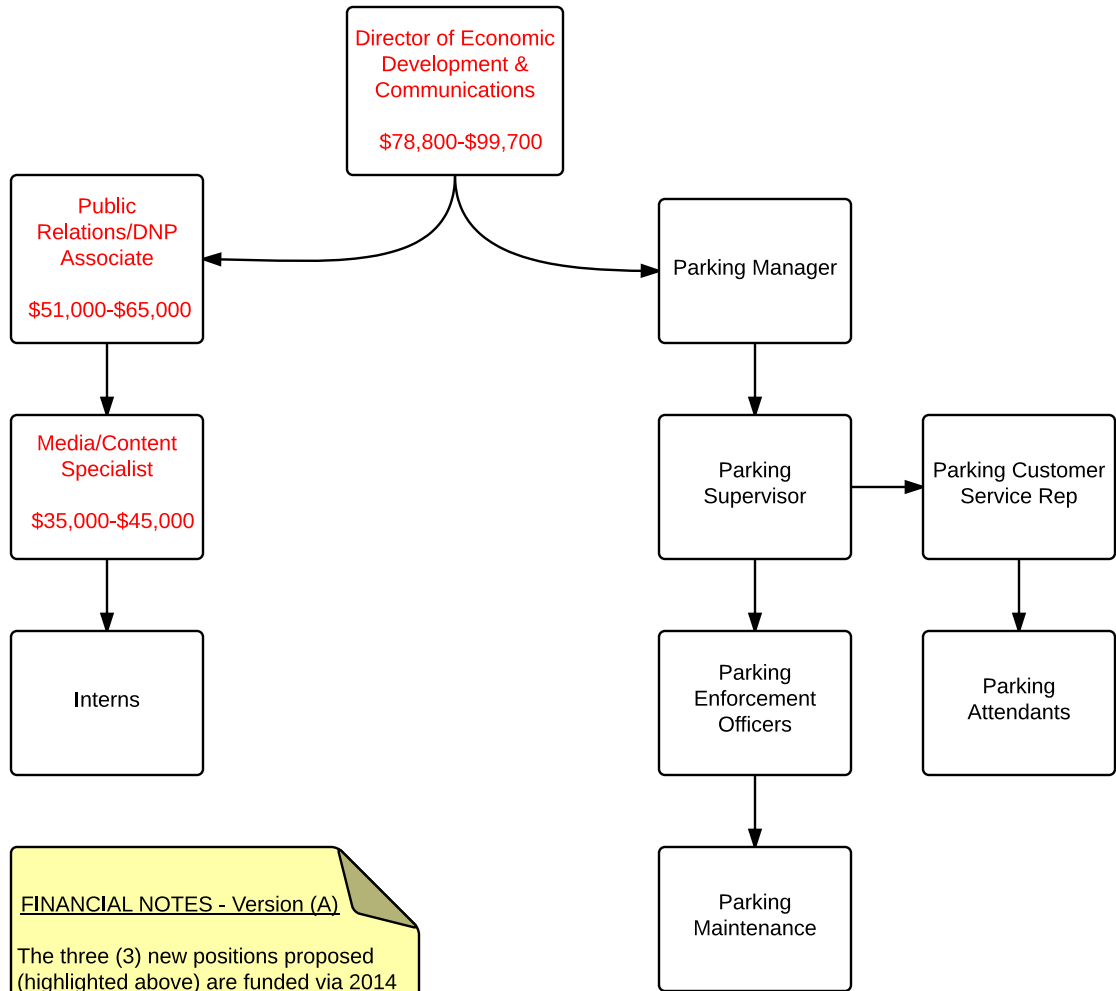 Director of Economic
Development &
Communications
$78,800-$99,700
Public
Relations/DNP
Associate
$51,000-$65,000
Parking Manager
Media/Content
Specialist
$35,000-$45,000
Parking
Supervisor
Parking Customer
Service Rep
Interns
Parking
Enforcement
Officers
Parking
Attendants
FINANCIAL NOTES - Version (A)
The three (3) new positions proposed
(highlighted above) are funded via 2014
Parking
Maintenance